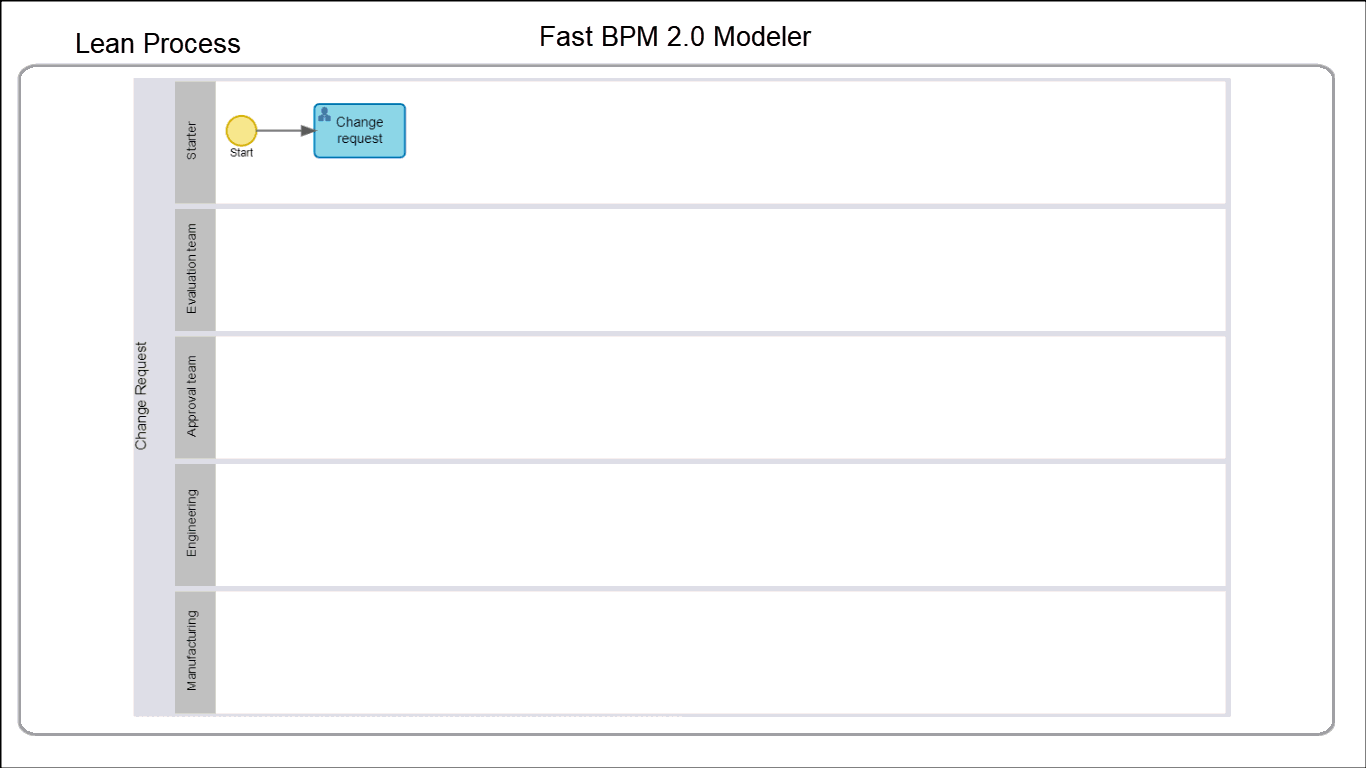 Lean Process
Fast BPM 2.0 Modeler
Change Request
Starter
Start
Change
request
Evaluation team
Approval team
Engineering
Manufacturing